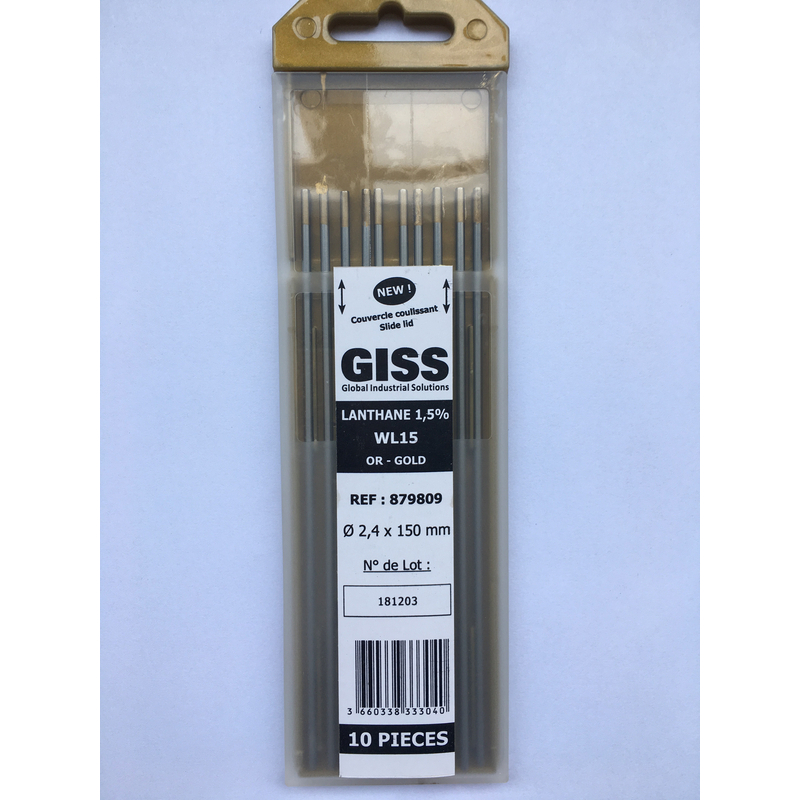 NEW !
Couvercle coulissant
Slide lid
GISS
Global Industrial Solutions
LANTHANE 1,5%
WL15
OR - GOLD
REF : 879809
Ø 2,4 x 150 mm
N° de Lot :
181203
3 660338 333040
10 PIECES